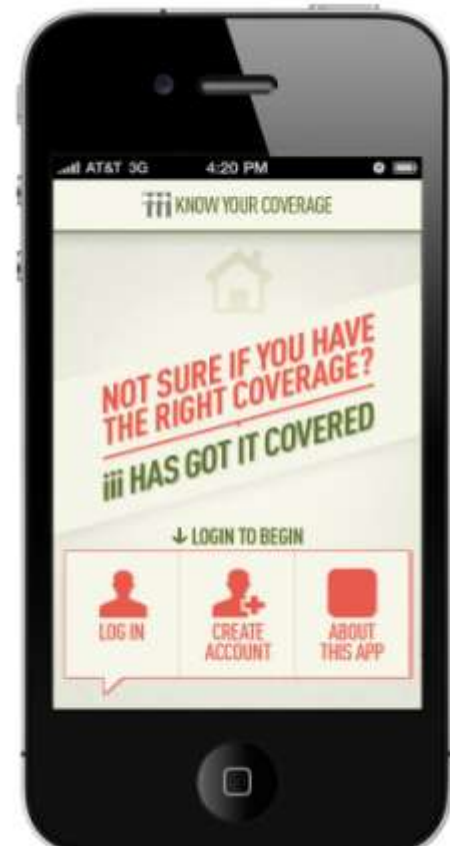 AT&T 3G 4:20 PM
iii KNOW YOUR COVERAGE
NOT SURE IF YOU HAVE
THE RIGHT COVERAGE?
iii HAS GOT IT COVERED
↓ LOGIN TO BEGIN
LOG IN
CREATE
ACCOUNT
ABOUT
THIS APP